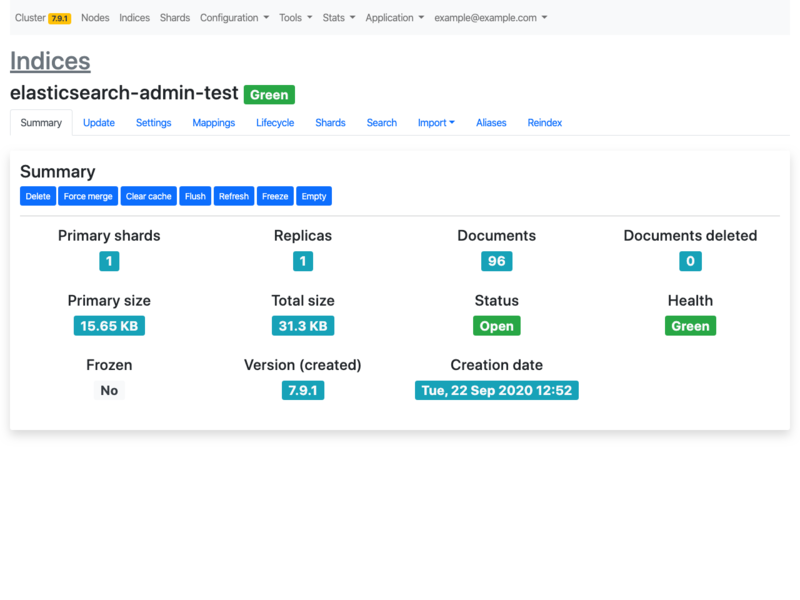 Cluster 7.9.1 Nodes Indices Shards Configuration Tools Stats Application example@example.com
Indices
elasticsearch-admin-test Green
Summary Update Settings Mappings Lifecycle Shards Search Import Aliases Reindex
Summary
Delete Force merge Clear cache Flush Refresh Freeze Empty
Primary shards Replicas Documents Documents deleted
1 1 96 0
Primary size Total size Status Health
15.65 KB 31.3 KB Open Green
Frozen Version (created) Creation date
No 7.9.1 Tue, 22 Sep 2020 12:52